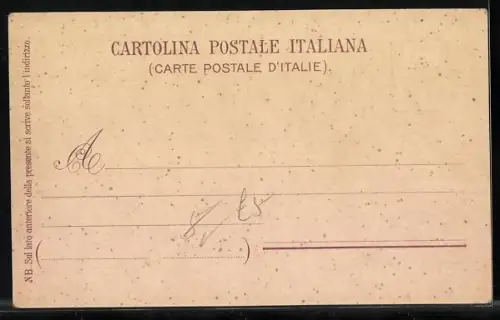 CARTOLINA POSTALE ITALIANA
(CARTE POSTALE D'ITALIE).
A
( )
NB. Sul lato anteriore della presente si scrive soltanto l'indirizzo.